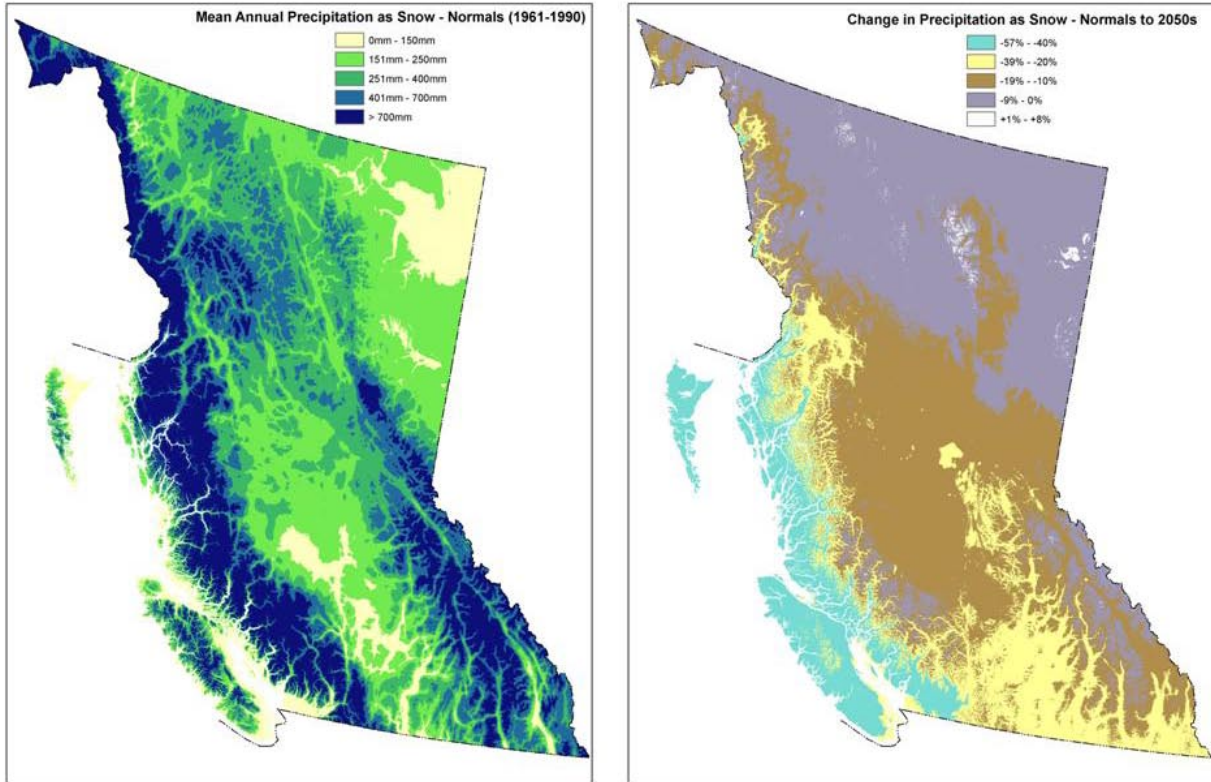 Mean Annual Precipitation as Snow - Normals (1961-1990)
0mm - 150mm
151mm - 250mm
251mm - 400mm
401mm - 700mm
> 700mm
Change in Precipitation as Snow - Normals to 2050s
-57% - -40%
-39% - -20%
-19% - -10%
-9% - 0%
+1% - +8%